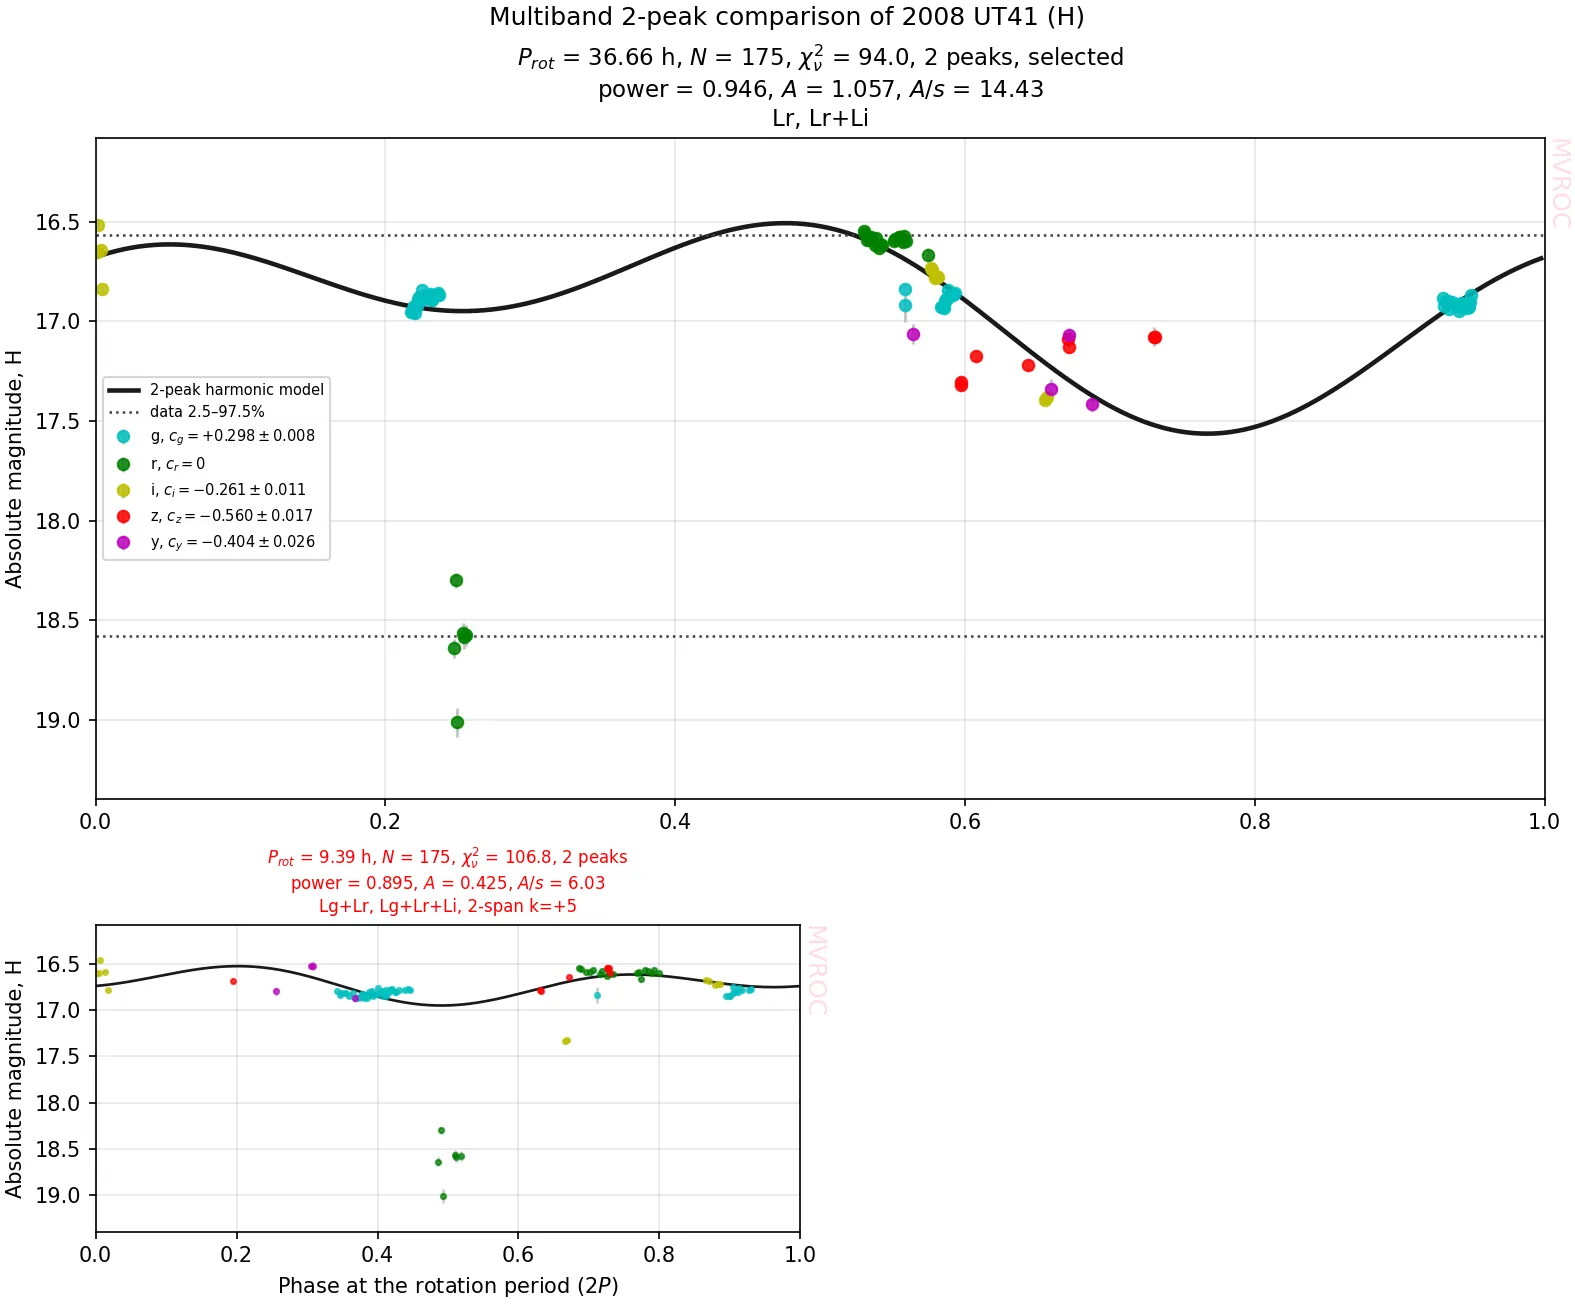 Multiband 2-peak comparison of 2008 UT41 (H)
P_rot = 36.66 h, N = 175, χ²_ν = 94.0, 2 peaks, selected
power = 0.946, A = 1.057, A/s = 14.43
Lr, Lr+Li
MVROC
Absolute magnitude, H
16.5
17.0
17.5
18.0
18.5
19.0
2-peak harmonic model
data 2.5–97.5%
g, c_g = +0.298 ± 0.008
r, c_r = 0
i, c_i = −0.261 ± 0.011
z, c_z = −0.560 ± 0.017
y, c_y = −0.404 ± 0.026
0.0 0.2 0.4 0.6 0.8 1.0
P_rot = 9.39 h, N = 175, χ²_ν = 106.8, 2 peaks
power = 0.895, A = 0.425, A/s = 6.03
Lg+Lr, Lg+Lr+Li, 2-span k=+5
MVROC
Absolute magnitude, H
16.5
17.0
17.5
18.0
18.5
19.0
0.0 0.2 0.4 0.6 0.8 1.0
Phase at the rotation period (2P)